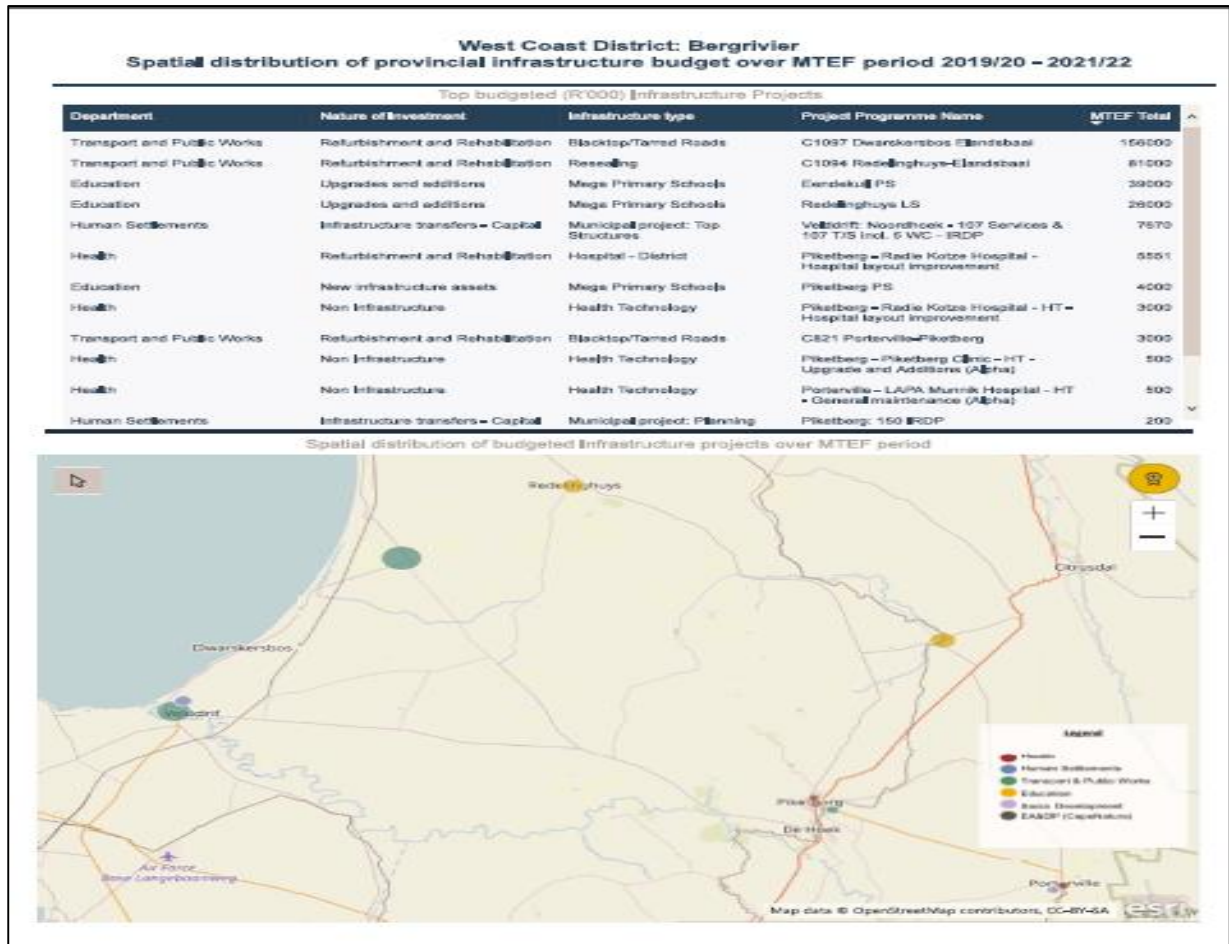 West Coast District: Bergrivier
Spatial distribution of provincial infrastructure budget over MTEF period 2019/20 – 2021/22
Top budgeted (R'000) Infrastructure Projects
Department Nature of Investment Infrastructure type Project Programme Name MTEF Total
Transport and Public Works Refurbishment and Rehabilitation Blacktop/Tarred Roads C1097 Dwarskersbos Elandsbaai 156000
Transport and Public Works Refurbishment and Rehabilitation Resealing C1094 Redelinghuys-Elandsbaai 81000
Education Upgrades and additions Mega Primary Schools Eendekuil PS 39000
Education Upgrades and additions Mega Primary Schools Redelinghuys LS 26000
Human Settlements Infrastructure transfers – Capital Municipal project: Top Structures Velddrift: Noordhoek - 107 Services & 107 T/S incl. 5 WC - IRDP 7670
Health Refurbishment and Rehabilitation Hospital - District Piketberg – Radie Kotze Hospital - Hospital layout improvement 5551
Education New infrastructure assets Mega Primary Schools Piketberg PS 4000
Health Non Infrastructure Health Technology Piketberg – Radie Kotze Hospital - HT – Hospital layout improvement 3000
Transport and Public Works Refurbishment and Rehabilitation Blacktop/Tarred Roads C821 Porterville-Piketberg 3000
Health Non Infrastructure Health Technology Piketberg – Piketberg Clinic – HT - Upgrade and Additions (Alpha) 500
Health Non Infrastructure Health Technology Porterville – LAPA Munnik Hospital - HT - General maintenance (Alpha) 500
Human Settlements Infrastructure transfers – Capital Municipal project: Planning Piketberg: 150 IRDP 200
Spatial distribution of budgeted Infrastructure projects over MTEF period
Redelinghuys
Citrusdal
Dwarskersbos
Velddrif
Legend
Health
Human Settlements
Transport & Public Works
Education
Social Development
EA&DP (CapeNature)
Piketberg
De Hoek
Air Force
Base Langebaanweg
Porterville
Map data © OpenStreetMap contributors, CC-BY-SA
esri